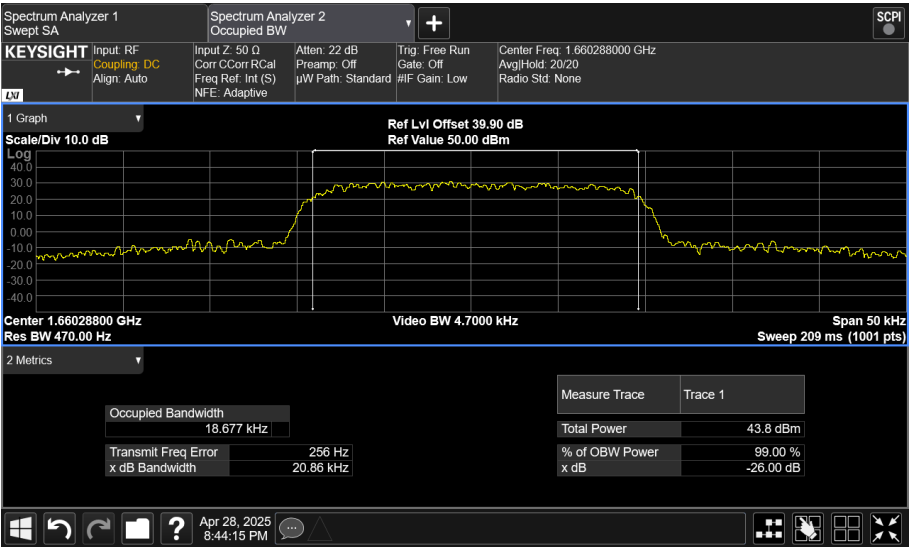 Spectrum Analyzer 1
Swept SA
Spectrum Analyzer 2
Occupied BW
SCPI
KEYSIGHT
LXI
Input: RF
Coupling: DC
Align: Auto
Input Z: 50 Ω
Corr CCorr RCal
Freq Ref: Int (S)
NFE: Adaptive
Atten: 22 dB
Preamp: Off
µW Path: Standard
Trig: Free Run
Gate: Off
#IF Gain: Low
Center Freq: 1.660288000 GHz
Avg|Hold: 20/20
Radio Std: None
1 Graph
Scale/Div 10.0 dB
Ref Lvl Offset 39.90 dB
Ref Value 50.00 dBm
Log
40.0
30.0
20.0
10.0
0.00
-10.0
-20.0
-30.0
-40.0
Center 1.66028800 GHz
Video BW 4.7000 kHz
Span 50 kHz
Res BW 470.00 Hz
Sweep 209 ms (1001 pts)
2 Metrics
Occupied Bandwidth
18.677 kHz
Transmit Freq Error 256 Hz
x dB Bandwidth 20.86 kHz
Measure Trace Trace 1
Total Power 43.8 dBm
% of OBW Power 99.00 %
x dB -26.00 dB
Apr 28, 2025
8:44:15 PM